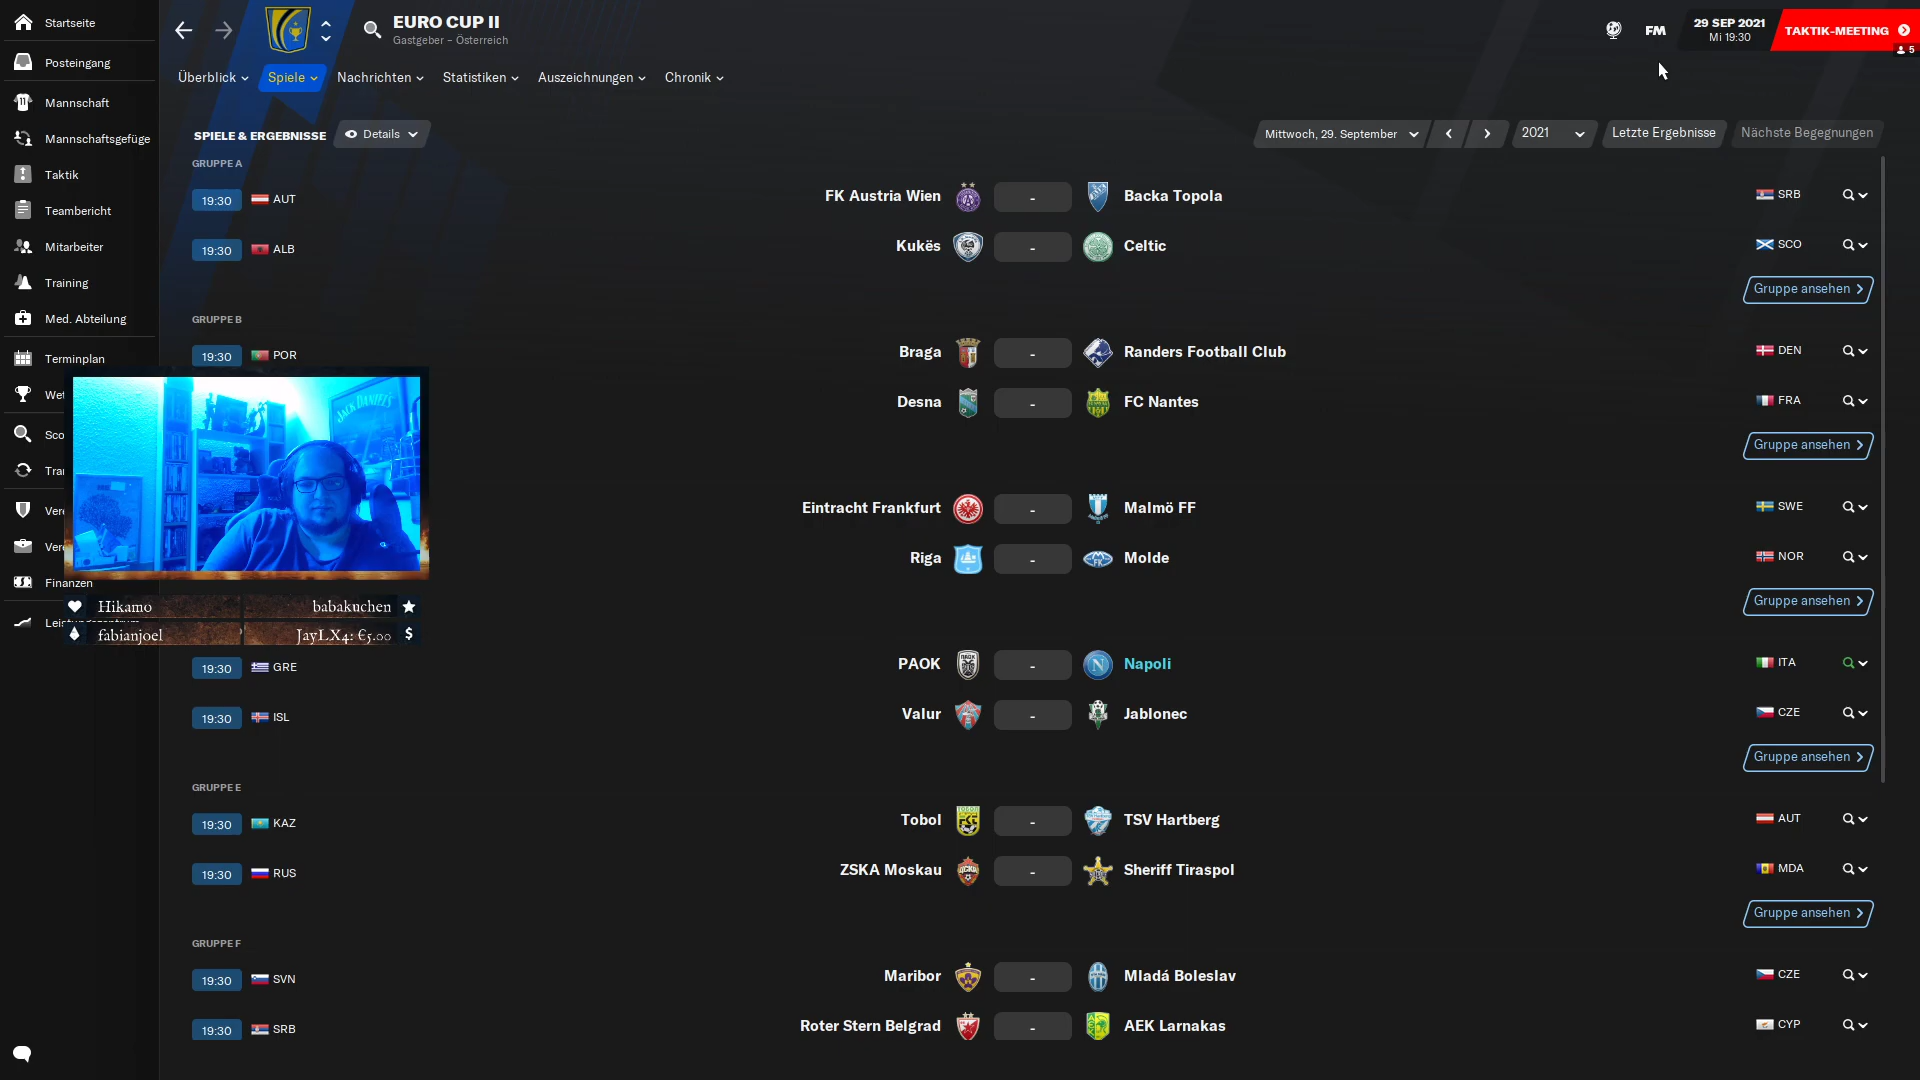 Startseite
Posteingang
Mannschaft
Mannschaftsgefüge
Taktik
Teambericht
Mitarbeiter
Training
Med. Abteilung
Terminplan
Finanzen
EURO CUP II
Gastgeber – Österreich
FM
29 SEP 2021
Mi 19:30
TAKTIK-MEETING
5
Überblick
Spiele
Nachrichten
Statistiken
Auszeichnungen
Chronik
SPIELE & ERGEBNISSE
Details
Mittwoch, 29. September
2021
Letzte Ergebnisse
Nächste Begegnungen
GRUPPE A
19:30 AUT FK Austria Wien - Backa Topola SRB
19:30 ALB Kukës - Celtic SCO
Gruppe ansehen
GRUPPE B
19:30 POR Braga - Randers Football Club DEN
Desna - FC Nantes FRA
Gruppe ansehen
Eintracht Frankfurt - Malmö FF SWE
Riga - Molde NOR
Gruppe ansehen
JACK DANIEL'S
Hikamo babakuchen
fabianjoel JayLX4: €5.00
19:30 GRE PAOK - Napoli ITA
19:30 ISL Valur - Jablonec CZE
Gruppe ansehen
GRUPPE E
19:30 KAZ Tobol - TSV Hartberg AUT
19:30 RUS ZSKA Moskau - Sheriff Tiraspol MDA
Gruppe ansehen
GRUPPE F
19:30 SVN Maribor - Mladá Boleslav CZE
19:30 SRB Roter Stern Belgrad - AEK Larnakas CYP